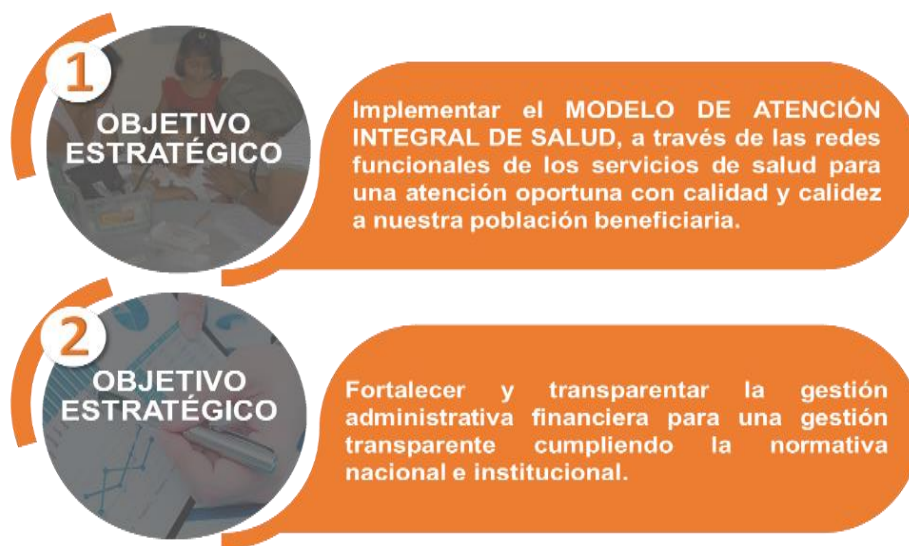 1
OBJETIVO
ESTRATÉGICO
Implementar el MODELO DE ATENCIÓN
INTEGRAL DE SALUD, a través de las redes
funcionales de los servicios de salud para
una atención oportuna con calidad y calidez
a nuestra población beneficiaria.
2
OBJETIVO
ESTRATÉGICO
Fortalecer y transparentar la gestión
administrativa financiera para una gestión
transparente cumpliendo la normativa
nacional e institucional.